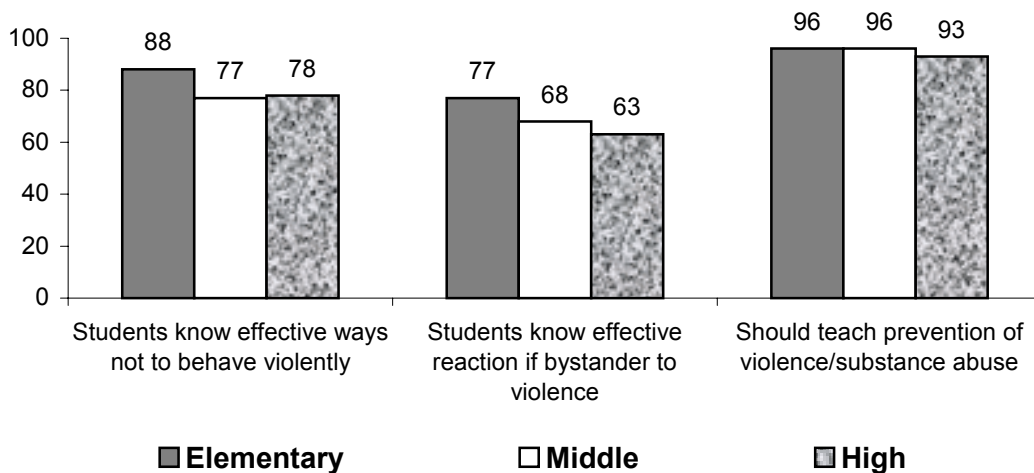 100
80
60
40
20
0
88
77
78
77
68
63
96
96
93
Students know effective ways
not to behave violently
Students know effective
reaction if bystander to
violence
Should teach prevention of
violence/substance abuse
Elementary
Middle
High